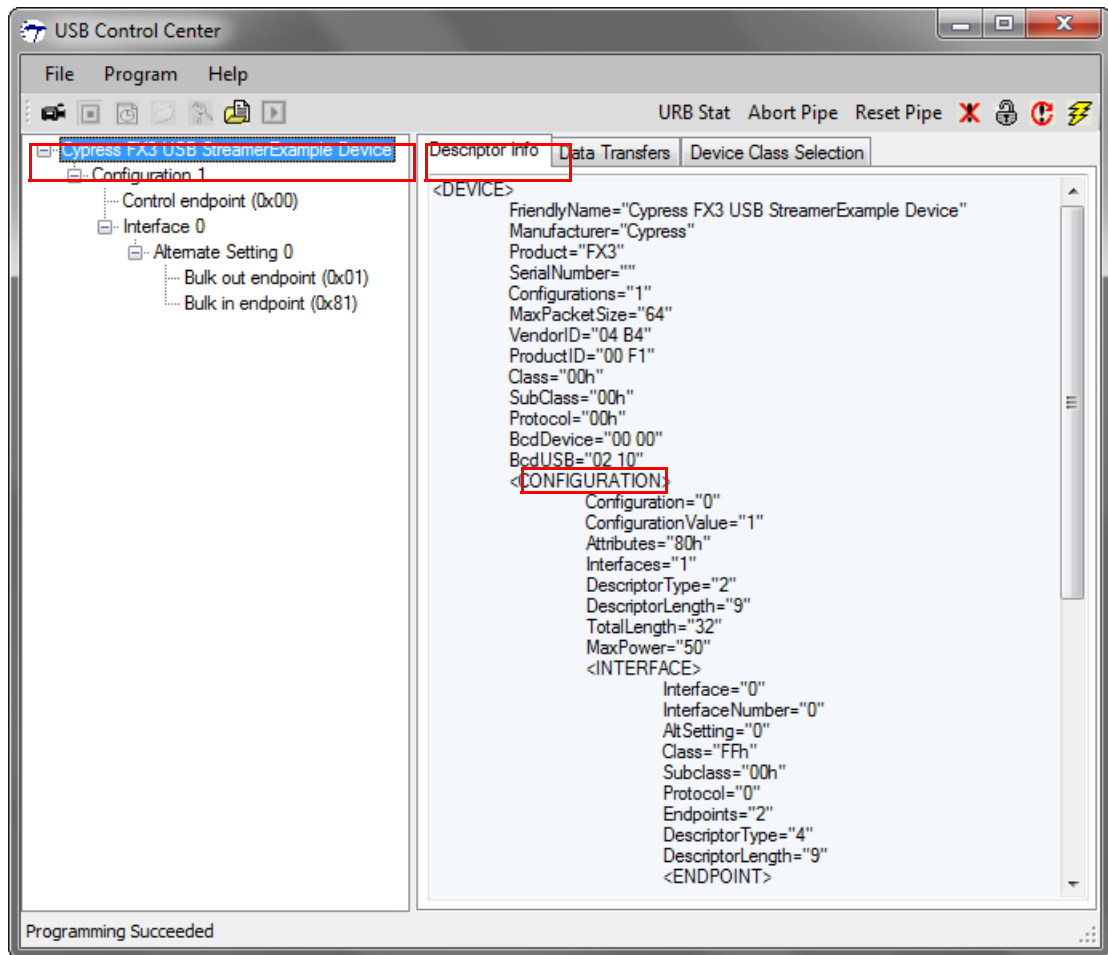 USB Control Center
File Program Help
URB Stat Abort Pipe Reset Pipe
Cypress FX3 USB StreamerExample Device
Configuration 1
Control endpoint (0x00)
Interface 0
Alternate Setting 0
Bulk out endpoint (0x01)
Bulk in endpoint (0x81)
Descriptor Info Data Transfers Device Class Selection
<DEVICE>
FriendlyName="Cypress FX3 USB StreamerExample Device"
Manufacturer="Cypress"
Product="FX3"
SerialNumber=""
Configurations="1"
MaxPacketSize="64"
VendorID="04 B4"
ProductID="00 F1"
Class="00h"
SubClass="00h"
Protocol="00h"
BcdDevice="00 00"
BcdUSB="02 10"
<CONFIGURATION>
Configuration="0"
ConfigurationValue="1"
Attributes="80h"
Interfaces="1"
DescriptorType="2"
DescriptorLength="9"
TotalLength="32"
MaxPower="50"
<INTERFACE>
Interface="0"
InterfaceNumber="0"
AltSetting="0"
Class="FFh"
Subclass="00h"
Protocol="0"
Endpoints="2"
DescriptorType="4"
DescriptorLength="9"
<ENDPOINT>
Programming Succeeded